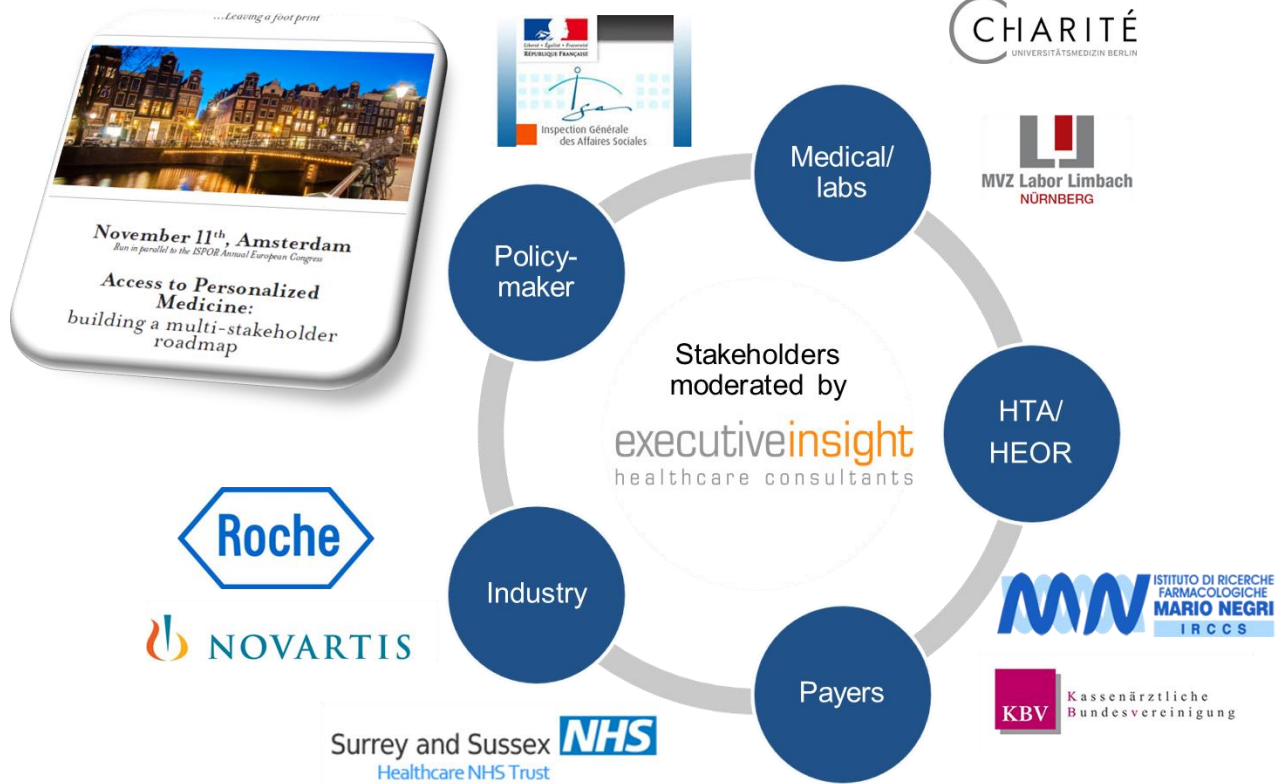 ...Leaving a foot print
November 11th, Amsterdam
Run in parallel to the ISPOR Annual European Congress
Access to Personalized
Medicine:
building a multi-stakeholder
roadmap
Liberté • Égalité • Fraternité
RÉPUBLIQUE FRANÇAISE
Igas
Inspection Générale
des Affaires Sociales
CHARITÉ
UNIVERSITÄTSMEDIZIN BERLIN
MVZ Labor Limbach
NÜRNBERG
Medical/
labs
Policy-
maker
Stakeholders
moderated by
executiveinsight
healthcare consultants
HTA/
HEOR
Roche
NOVARTIS
Industry
Payers
ISTITUTO DI RICERCHE
FARMACOLOGICHE
MARIO NEGRI
IRCCS
KBV
Kassenärztliche
Bundesvereinigung
Surrey and Sussex NHS
Healthcare NHS Trust